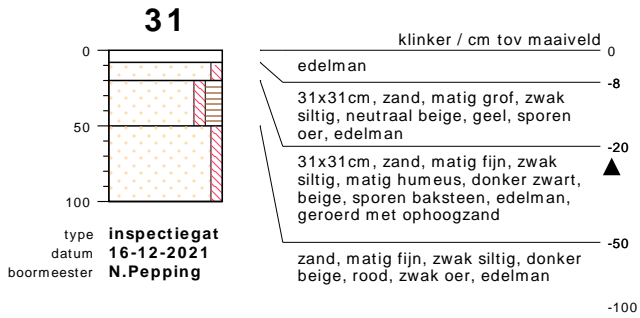 31
klinker / cm tov maaiveld
0
0
edelman
-8
31x31cm, zand, matig grof, zwak
siltig, neutraal beige, geel, sporen
oer, edelman
50
-20
31x31cm, zand, matig fijn, zwak
siltig, matig humeus, donker zwart,
beige, sporen baksteen, edelman,
geroerd met ophoogzand
100
-50
type inspectiegat
datum 16-12-2021
boormeester N.Pepping
zand, matig fijn, zwak siltig, donker
beige, rood, zwak oer, edelman
-100